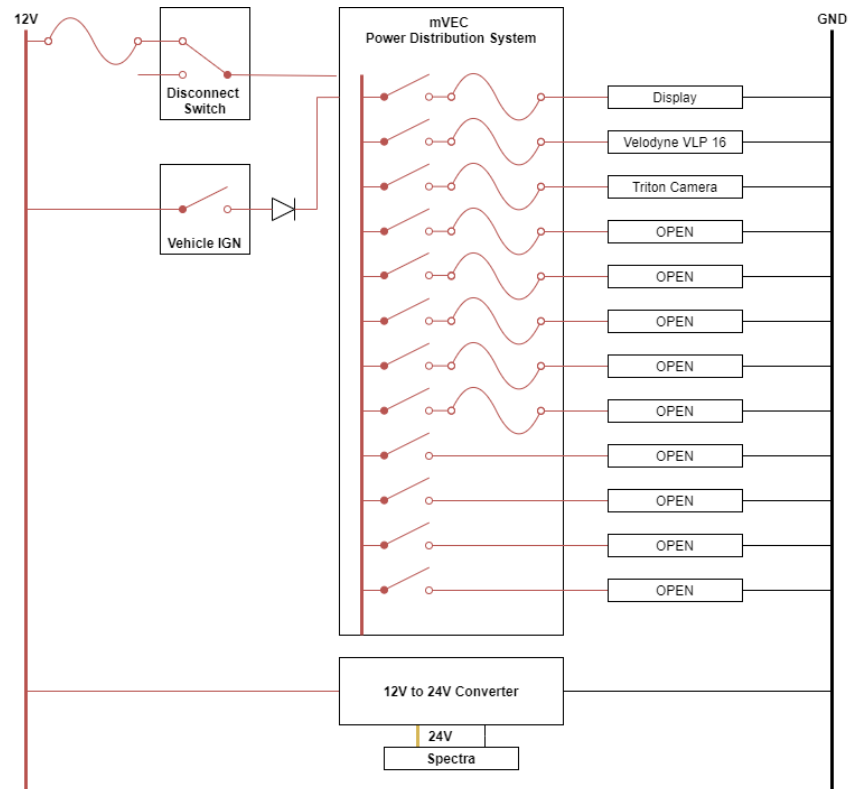 12V
GND
mVEC
Power Distribution System
Disconnect
Switch
Display
Velodyne VLP 16
Triton Camera
Vehicle IGN
OPEN
OPEN
OPEN
OPEN
OPEN
OPEN
OPEN
OPEN
OPEN
12V to 24V Converter
24V
Spectra